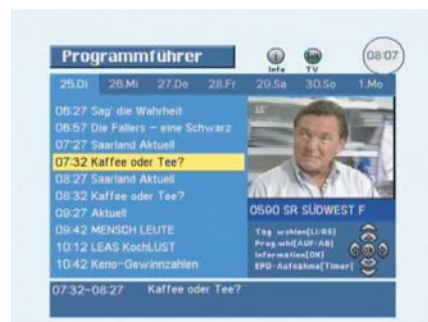 Programmführer
Info
TV
08:07
25.Di 26.Mi 27.Do 28.Fr 29.Sa 30.So 1.Mo
06:27 Sag' die Wahrheit
06:57 Die Fallers - eine Schwarz
07:27 Saarland Aktuell
07:32 Kaffee oder Tee?
08:27 Saarland Aktuell
08:32 Kaffee oder Tee?
09:27 Aktuell
09:42 MENSCH LEUTE
10:12 LEAS KochLUST
10:42 Keno-Gewinnzahlen
0590 SR SÜDWEST F
Tag wählen[LI/RE]
Prog.whl[AUF/AB]
Information[OK]
EPG-Aufnahme[Timer]
07:32-08:27 Kaffee oder Tee?